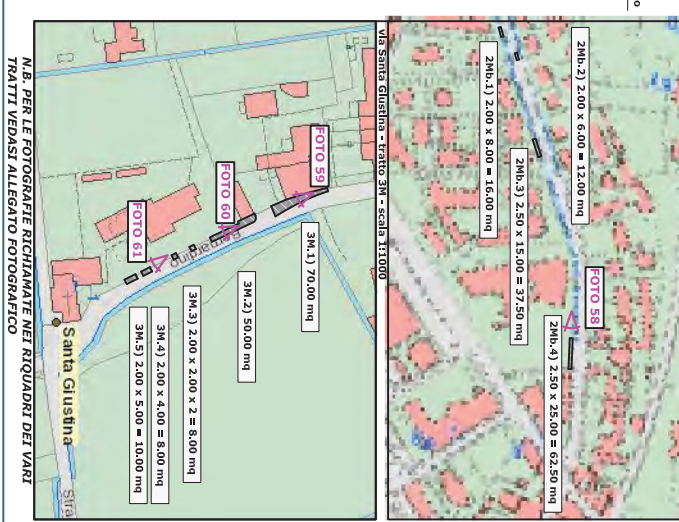 2Mb.2) 2.00 x 6.00 = 12.00 mq
2Mb.1) 2.00 x 8.00 = 16.00 mq
2Mb.3) 2.50 x 15.00 = 37.50 mq
FOTO 58
2Mb.4) 2.50 x 25.00 = 62.50 mq
via Santa Giustina - tratto 3M - scala 1:1000
FOTO 59
3M.1) 70.00 mq
FOTO 60
3M.2) 50.00 mq
3M.3) 2.00 x 2.00 x 2 = 8.00 mq
FOTO 61
3M.4) 2.00 x 4.00 = 8.00 mq
3M.5) 2.00 x 5.00 = 10.00 mq
Santa Giustina
Stra
N.B. PER LE FOTOGRAFIE RICHIAMATE NEI RIQUADRI DEI VARI
TRATTI VEDASI ALLEGATO FOTOGRAFICO